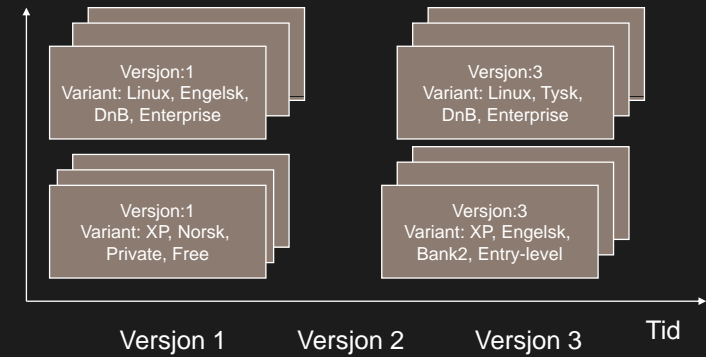 Versjon:1
Variant: Linux, Engelsk,
DnB, Enterprise
Versjon:3
Variant: Linux, Tysk,
DnB, Enterprise
Versjon:1
Variant: XP, Norsk,
Private, Free
Versjon:3
Variant: XP, Engelsk,
Bank2, Entry-level
Versjon 1
Versjon 2
Versjon 3
Tid